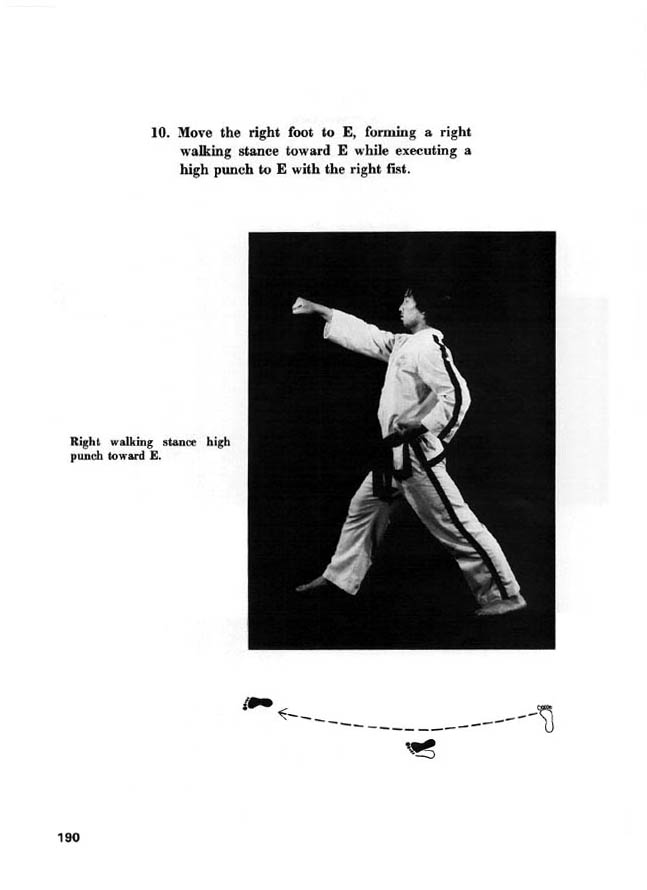 10. Move the right foot to E, forming a right
walking stance toward E while executing a
high punch to E with the right fist.
Right walking stance high
punch toward E.
190